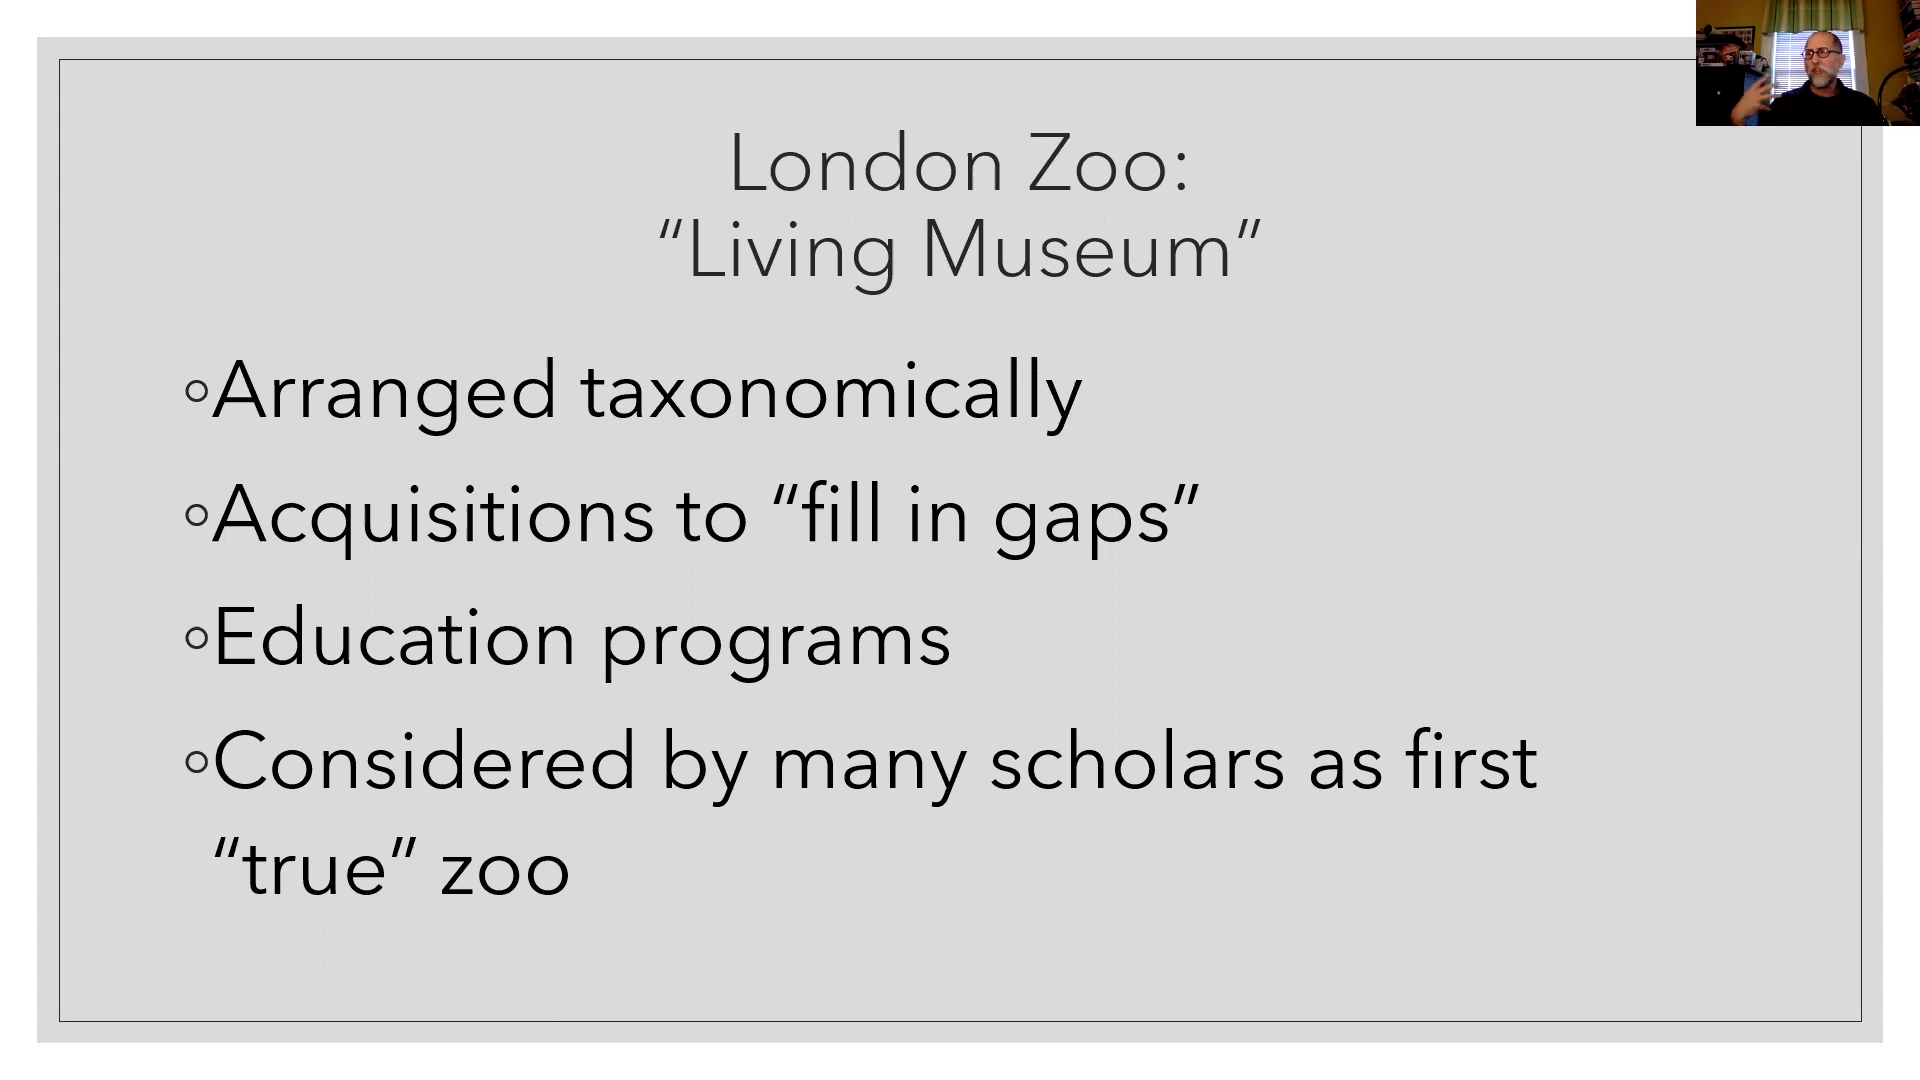 London Zoo:
“Living Museum”
◦Arranged taxonomically
◦Acquisitions to “fill in gaps”
◦Education programs
◦Considered by many scholars as first
“true” zoo